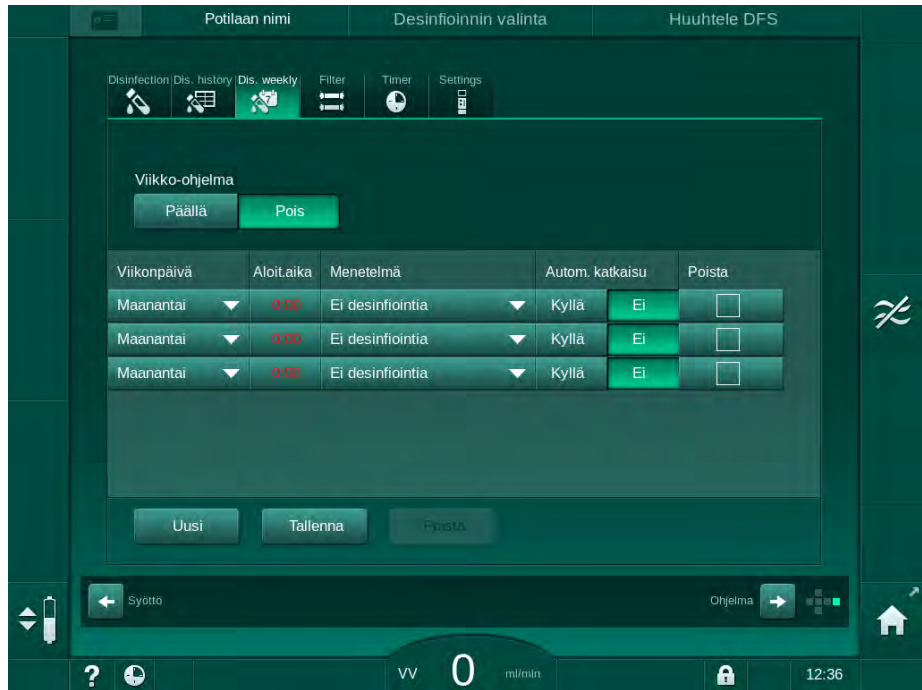 Potilaan nimi Desinfioinnin valinta Huuhtele DFS
Disinfection Dis. history Dis. weekly Filter Timer Settings
7
Viikko-ohjelma
Päällä Pois
Viikonpäivä Aloit.aika Menetelmä Autom. katkaisu Poista
Maanantai 0:00 Ei desinfiointia Kyllä Ei
Maanantai 0:00 Ei desinfiointia Kyllä Ei
Maanantai 0:00 Ei desinfiointia Kyllä Ei
Uusi Tallenna Poista
Syöttö Ohjelma
? VV 0 ml/min 12:36